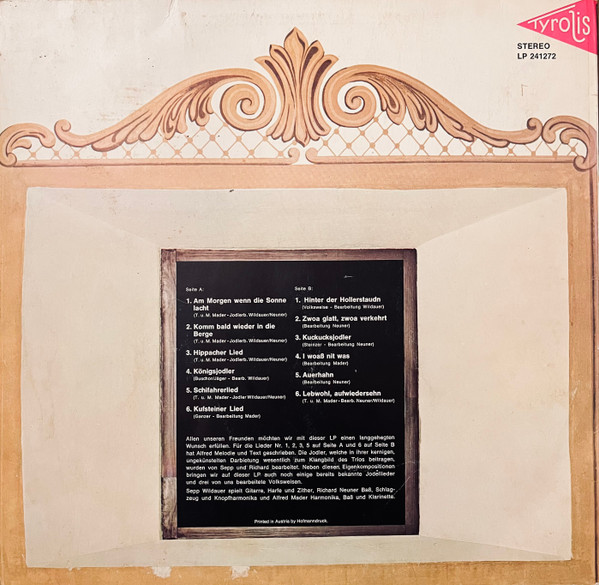 Tyrolis
STEREO
LP 241272
Seite A:
1. Am Morgen wenn die Sonne
lacht
(T. u. M. Mader - Jodlerb. Wildauer/Neuner)
2. Komm bald wieder in die
Berge
(T. u. M. Mader - Jodlerb. Wildauer/Neuner)
3. Hippacher Lied
(T. u. M. Mader - Jodlerb. Wildauer/Neuner)
4. Königsjodler
(Buschenjäger - Bearb. Wildauer)
5. Schifahrerlied
(T. u. M. Mader - Jodler Wildauer/Neuner)
6. Kufsteiner Lied
(Ganzer - Bearbeitung Mader)
Seite B:
1. Hinter der Hollerstaudn
(Volksweise - Bearbeitung Wildauer)
2. Zwoa glatt, zwoa verkehrt
(Bearbeitung Neuner)
3. Kuckucksjodler
(Bearbeitung Neuner)
4. I woaß nit was
(Bearbeitung Mader)
5. Auerhahn
(Bearbeitung Neuner)
6. Lebwohl, aufwiedersehn
(T. u. M. Mader - Bearb. Neuner/Wildauer)
Allen unseren Freunden möchten wir mit dieser LP einen langgehegten
Wunsch erfüllen. Für die Lieder Nr. 1, 2, 3, 5 auf Seite A und 6 auf Seite B
hat Alfred Melodie und Text geschrieben. Die Jodler, welche in ihrer kernigen,
ungekünstelten Darbietung wesentlich zum Klangbild des Trios beitragen,
wurden von Sepp und Richard bearbeitet. Neben diesen Eigenkompositionen
bringen wir auf dieser LP auch noch einige bereits bekannte Jodellieder
und drei von uns bearbeitete Volksweisen.
Sepp Wildauer spielt Gitarre, Harfe und Zither, Richard Neuner Baß, Schlag-
zeug und Knopfharmonika und Alfred Mader Harmonika, Baß und Klarinette.
Printed in Austria by Hofmanndruck.